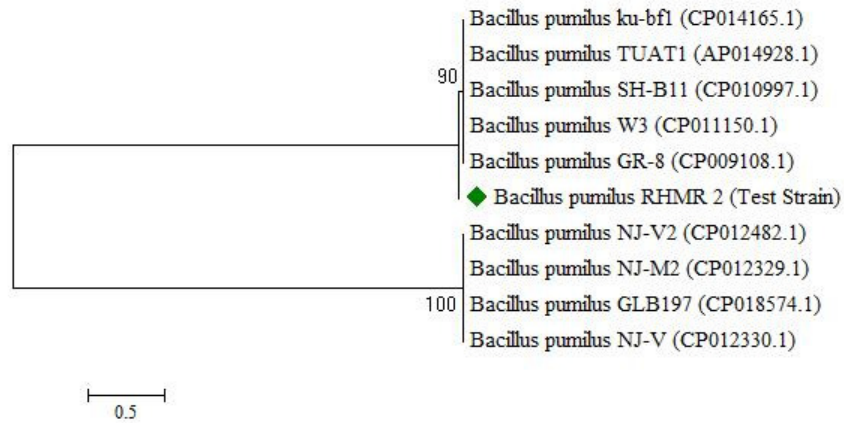 Bacillus pumilus ku-bf1 (CP014165.1)
Bacillus pumilus TUAT1 (AP014928.1)
90
Bacillus pumilus SH-B11 (CP010997.1)
Bacillus pumilus W3 (CP011150.1)
Bacillus pumilus GR-8 (CP009108.1)
Bacillus pumilus RHMR 2 (Test Strain)
Bacillus pumilus NJ-V2 (CP012482.1)
Bacillus pumilus NJ-M2 (CP012329.1)
100
Bacillus pumilus GLB197 (CP018574.1)
Bacillus pumilus NJ-V (CP012330.1)
0.5